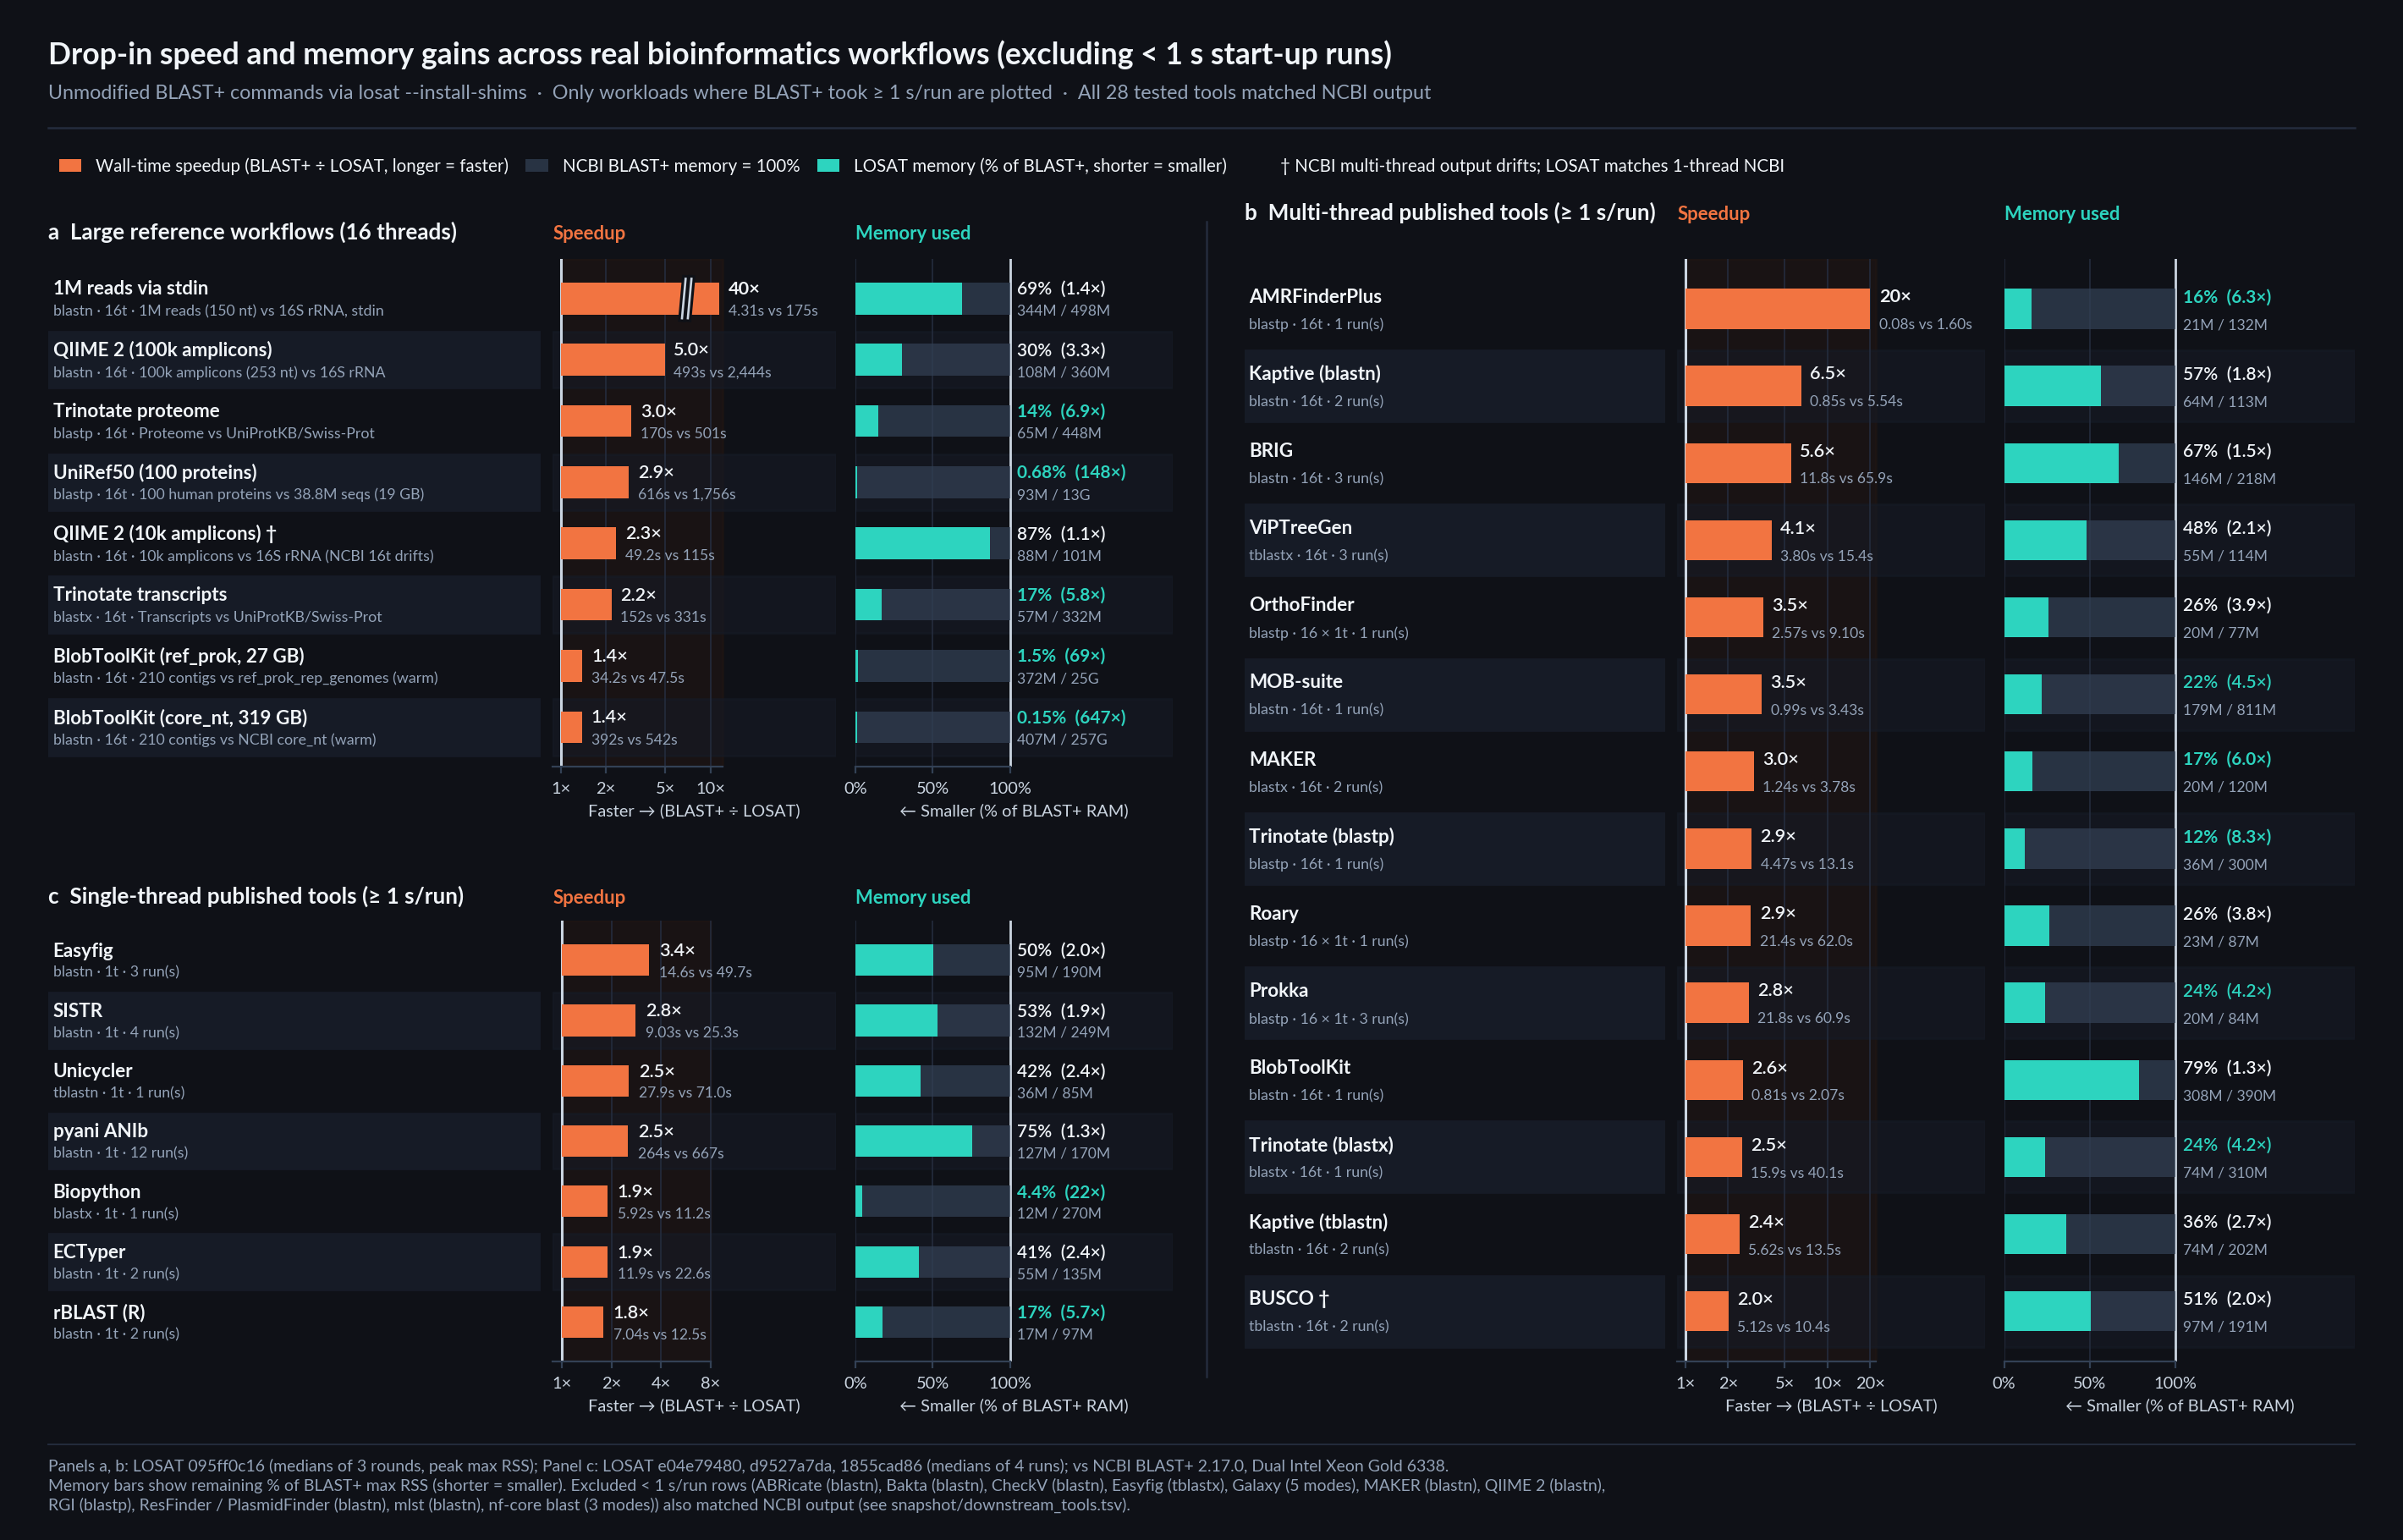 Drop-in speed and memory gains across real bioinformatics workflows (excluding < 1 s start-up runs)
Unmodified BLAST+ commands via losat --install-shims · Only workloads where BLAST+ took ≥ 1 s/run are plotted · All 28 tested tools matched NCBI output
Wall-time speedup (BLAST+ ÷ LOSAT, longer = faster)
NCBI BLAST+ memory = 100%
LOSAT memory (% of BLAST+, shorter = smaller)
† NCBI multi-thread output drifts; LOSAT matches 1-thread NCBI
a Large reference workflows (16 threads)
Speedup
Memory used
1M reads via stdin
blastn · 16t · 1M reads (150 nt) vs 16S rRNA, stdin
40×
4.31s vs 175s
69% (1.4×)
344M / 498M
QIIME 2 (100k amplicons)
blastn · 16t · 100k amplicons (253 nt) vs 16S rRNA
5.0×
493s vs 2,444s
30% (3.3×)
108M / 360M
Trinotate proteome
blastp · 16t · Proteome vs UniProtKB/Swiss-Prot
3.0×
170s vs 501s
14% (6.9×)
65M / 448M
UniRef50 (100 proteins)
blastp · 16t · 100 human proteins vs 38.8M seqs (19 GB)
2.9×
616s vs 1,756s
0.68% (148×)
93M / 13G
QIIME 2 (10k amplicons) †
blastn · 16t · 10k amplicons vs 16S rRNA (NCBI 16t drifts)
2.3×
49.2s vs 115s
87% (1.1×)
88M / 101M
Trinotate transcripts
blastx · 16t · Transcripts vs UniProtKB/Swiss-Prot
2.2×
152s vs 331s
17% (5.8×)
57M / 332M
BlobToolKit (ref_prok, 27 GB)
blastn · 16t · 210 contigs vs ref_prok_rep_genomes (warm)
1.4×
34.2s vs 47.5s
1.5% (69×)
372M / 25G
BlobToolKit (core_nt, 319 GB)
blastn · 16t · 210 contigs vs NCBI core_nt (warm)
1.4×
392s vs 542s
0.15% (647×)
407M / 257G
1× 2× 5× 10×
Faster → (BLAST+ ÷ LOSAT)
0% 50% 100%
← Smaller (% of BLAST+ RAM)
b Multi-thread published tools (≥ 1 s/run)
Speedup
Memory used
AMRFinderPlus
blastp · 16t · 1 run(s)
20×
0.08s vs 1.60s
16% (6.3×)
21M / 132M
Kaptive (blastn)
blastn · 16t · 2 run(s)
6.5×
0.85s vs 5.54s
57% (1.8×)
64M / 113M
BRIG
blastn · 16t · 3 run(s)
5.6×
11.8s vs 65.9s
67% (1.5×)
146M / 218M
ViPTreeGen
tblastx · 16t · 3 run(s)
4.1×
3.80s vs 15.4s
48% (2.1×)
55M / 114M
OrthoFinder
blastp · 16 × 1t · 1 run(s)
3.5×
2.57s vs 9.10s
26% (3.9×)
20M / 77M
MOB-suite
blastn · 16t · 1 run(s)
3.5×
0.99s vs 3.43s
22% (4.5×)
179M / 811M
MAKER
blastx · 16t · 2 run(s)
3.0×
1.24s vs 3.78s
17% (6.0×)
20M / 120M
Trinotate (blastp)
blastp · 16t · 1 run(s)
2.9×
4.47s vs 13.1s
12% (8.3×)
36M / 300M
Roary
blastp · 16 × 1t · 1 run(s)
2.9×
21.4s vs 62.0s
26% (3.8×)
23M / 87M
Prokka
blastp · 16 × 1t · 3 run(s)
2.8×
21.8s vs 60.9s
24% (4.2×)
20M / 84M
BlobToolKit
blastn · 16t · 1 run(s)
2.6×
0.81s vs 2.07s
79% (1.3×)
308M / 390M
Trinotate (blastx)
blastx · 16t · 1 run(s)
2.5×
15.9s vs 40.1s
24% (4.2×)
74M / 310M
Kaptive (tblastn)
tblastn · 16t · 2 run(s)
2.4×
5.62s vs 13.5s
36% (2.7×)
74M / 202M
BUSCO †
tblastn · 16t · 2 run(s)
2.0×
5.12s vs 10.4s
51% (2.0×)
97M / 191M
1× 2× 5× 10× 20×
Faster → (BLAST+ ÷ LOSAT)
0% 50% 100%
← Smaller (% of BLAST+ RAM)
c Single-thread published tools (≥ 1 s/run)
Speedup
Memory used
Easyfig
blastn · 1t · 3 run(s)
3.4×
14.6s vs 49.7s
50% (2.0×)
95M / 190M
SISTR
blastn · 1t · 4 run(s)
2.8×
9.03s vs 25.3s
53% (1.9×)
132M / 249M
Unicycler
tblastn · 1t · 1 run(s)
2.5×
27.9s vs 71.0s
42% (2.4×)
36M / 85M
pyani ANIb
blastn · 1t · 12 run(s)
2.5×
264s vs 667s
75% (1.3×)
127M / 170M
Biopython
blastx · 1t · 1 run(s)
1.9×
5.92s vs 11.2s
4.4% (22×)
12M / 270M
ECTyper
blastn · 1t · 2 run(s)
1.9×
11.9s vs 22.6s
41% (2.4×)
55M / 135M
rBLAST (R)
blastn · 1t · 2 run(s)
1.8×
7.04s vs 12.5s
17% (5.7×)
17M / 97M
1× 2× 4× 8×
Faster → (BLAST+ ÷ LOSAT)
0% 50% 100%
← Smaller (% of BLAST+ RAM)
Panels a, b: LOSAT 095ff0c16 (medians of 3 rounds, peak max RSS); Panel c: LOSAT e04e79480, d9527a7da, 1855cad86 (medians of 4 runs); vs NCBI BLAST+ 2.17.0, Dual Intel Xeon Gold 6338.
Memory bars show remaining % of BLAST+ max RSS (shorter = smaller). Excluded < 1 s/run rows (ABRicate (blastn), Bakta (blastn), CheckV (blastn), Easyfig (tblastx), Galaxy (5 modes), MAKER (blastn), QIIME 2 (blastn),
RGI (blastp), ResFinder / PlasmidFinder (blastn), mlst (blastn), nf-core blast (3 modes)) also matched NCBI output (see snapshot/downstream_tools.tsv).